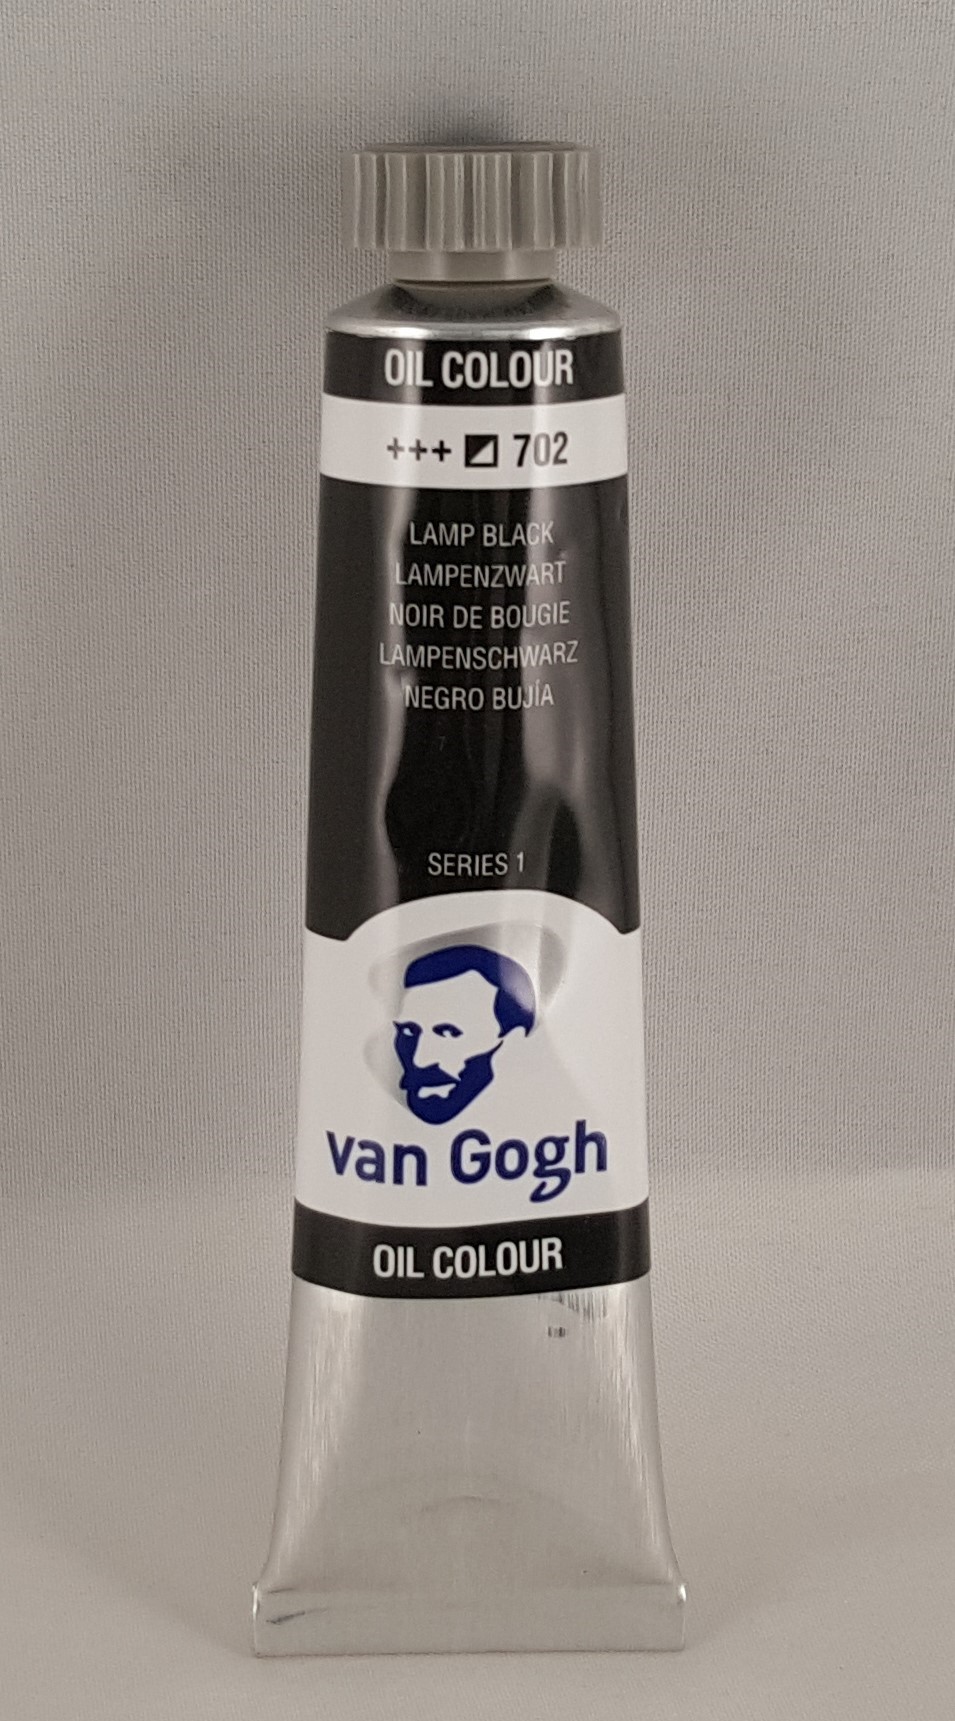 OIL COLOUR
+++ 702
LAMP BLACK
LAMPENZWART
NOIR DE BOUGIE
LAMPENSCHWARZ
NEGRO BUJÍA
SERIES 1
van Gogh
OIL COLOUR